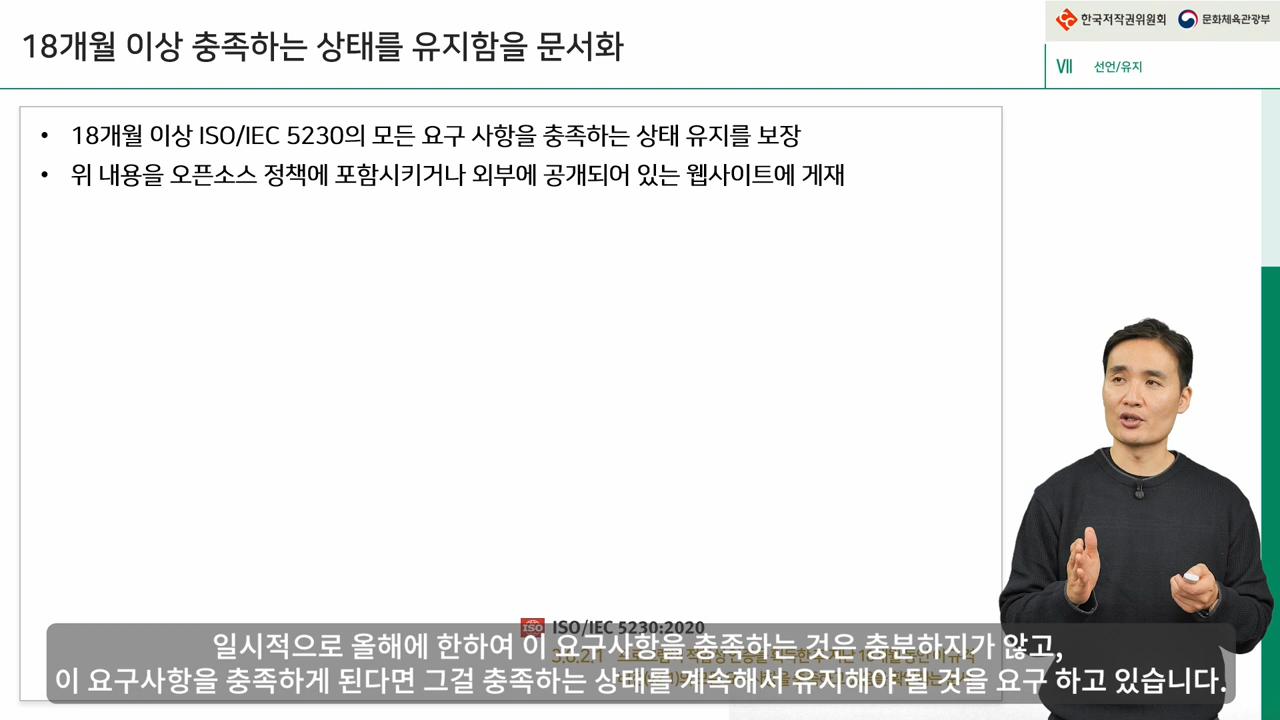 18개월 이상 충족하는 상태를 유지함을 문서화
한국저작권위원회 문화체육관광부
VII 선언/유지
• 18개월 이상 ISO/IEC 5230의 모든 요구 사항을 충족하는 상태 유지를 보장
• 위 내용을 오픈소스 정책에 포함시키거나 외부에 공개되어 있는 웹사이트에 게재
ISO ISO/IEC 5230:2020
일시적으로 올해에 한하여 이 요구사항을 충족하는 것은 충분하지가 않고,
이 요구사항을 충족하게 된다면 그걸 충족하는 상태를 계속해서 유지해야 될 것을 요구 하고 있습니다.